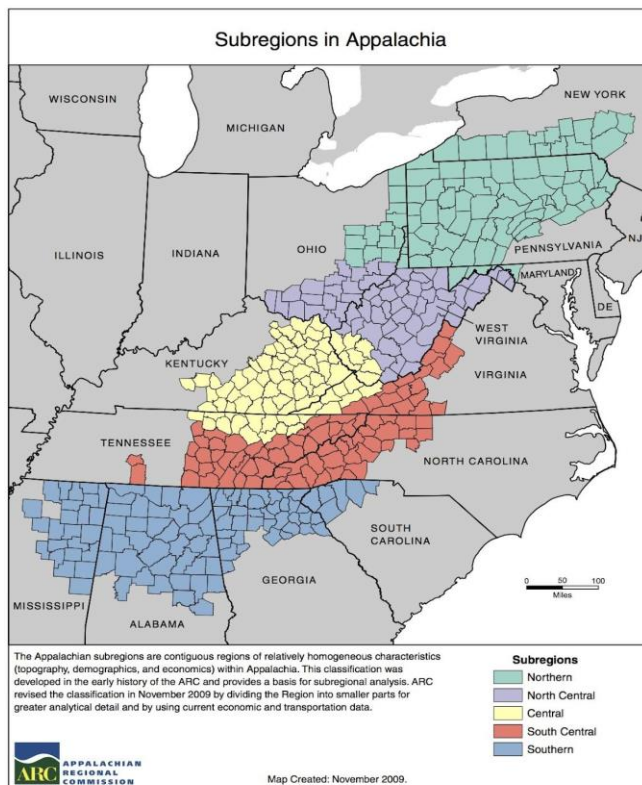 Subregions in Appalachia
WISCONSIN
NEW YORK
MICHIGAN
ILLINOIS
INDIANA
OHIO
PENNSYLVANIA
NJ
MARYLAND
DE
WEST
VIRGINIA
KENTUCKY
VIRGINIA
TENNESSEE
NORTH CAROLINA
SOUTH
CAROLINA
MISSISSIPPI
ALABAMA
GEORGIA
0 50 100
Miles
The Appalachian subregions are contiguous regions of relatively homogeneous characteristics
(topography, demographics, and economics) within Appalachia. This classification was
developed in the early history of the ARC and provides a basis for subregional analysis. ARC
revised the classification in November 2009 by dividing the Region into smaller parts for
greater analytical detail and by using current economic and transportation data.
Subregions
Northern
North Central
Central
South Central
Southern
ARC
APPALACHIAN
REGIONAL
COMMISSION
Map Created: November 2009.